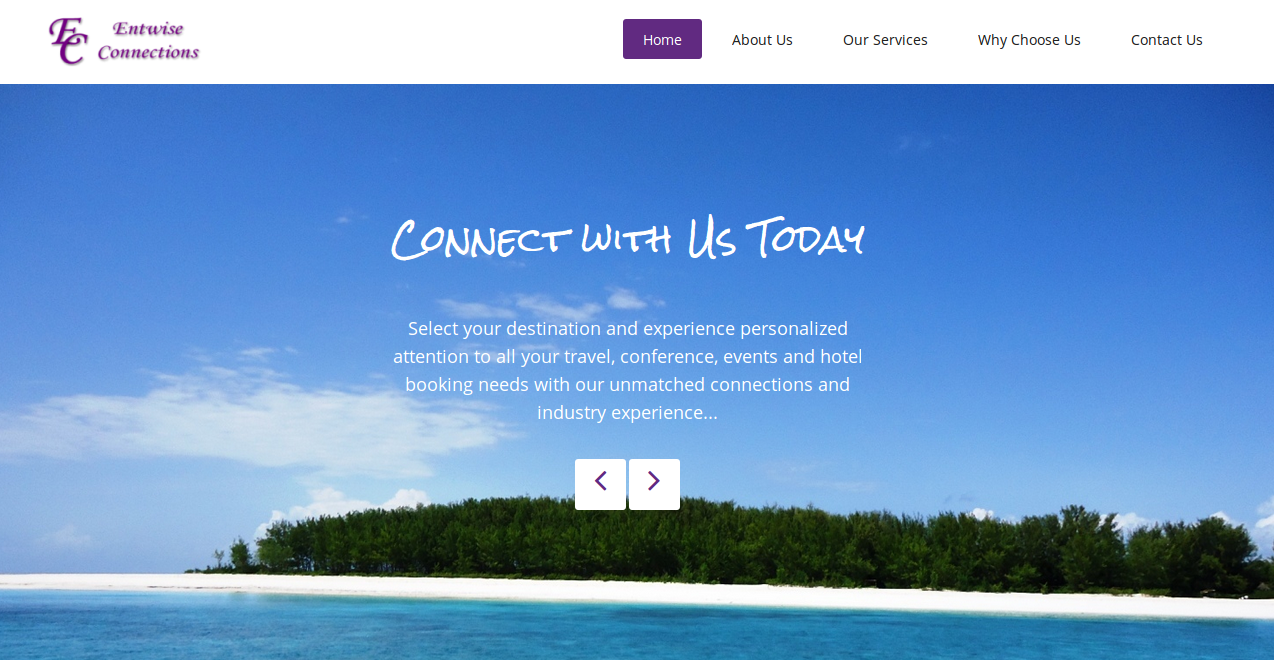 EC
Entwise
Connections
Home About Us Our Services Why Choose Us Contact Us
Connect with Us Today
Select your destination and experience personalized
attention to all your travel, conference, events and hotel
booking needs with our unmatched connections and
industry experience...